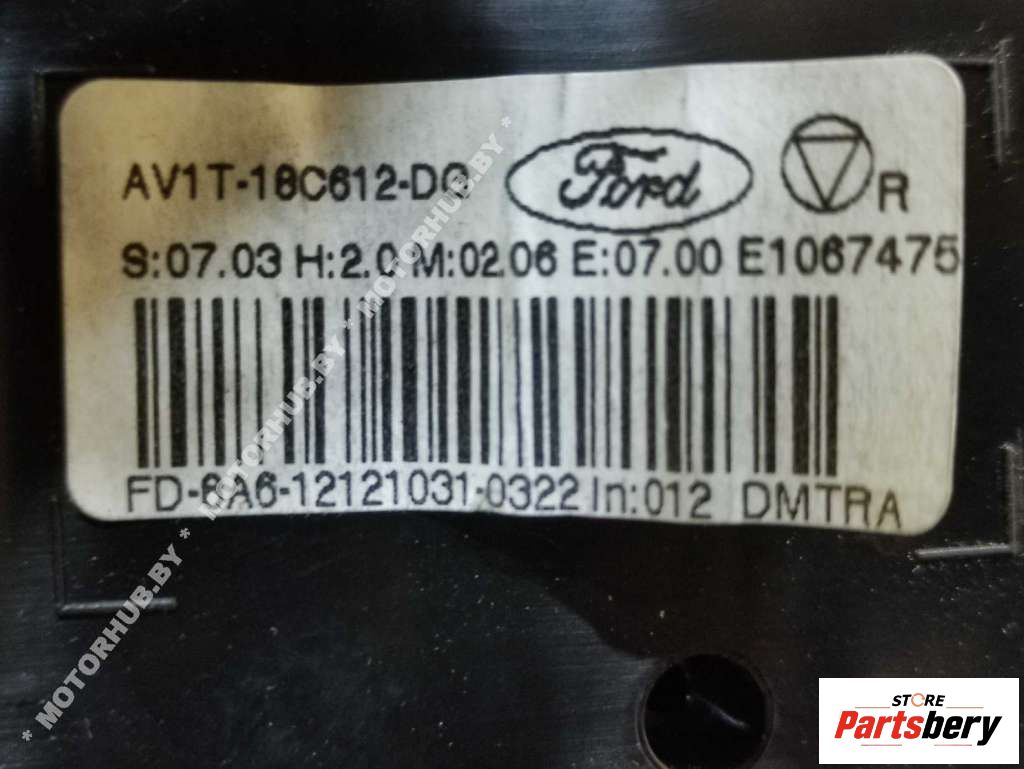 AV1T-18C612-DG Ford R
S:07.03 H:2.0 M:02.06 E:07.00 E1067475
FD-6A6-12121031-0322 In:012 DMTRA
* MOTORHUB.BY * MOTORHUB.BY * MOTORHUB.BY *
STORE
Partsbery